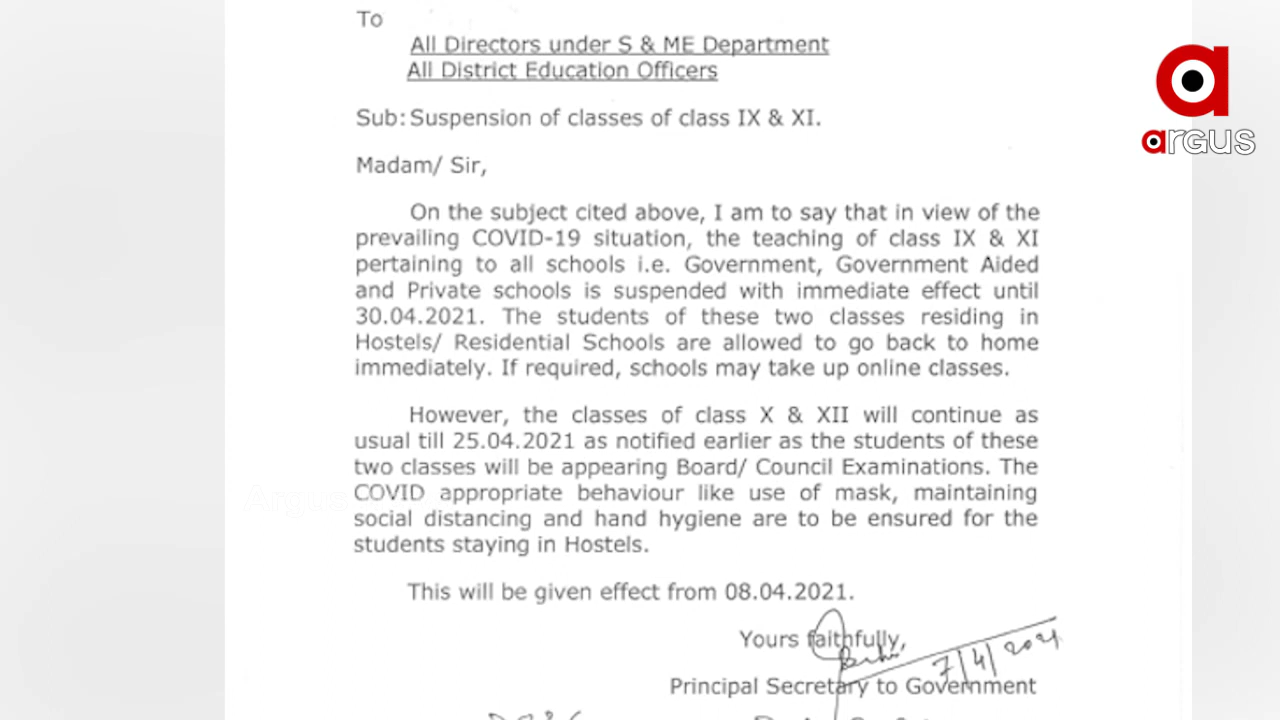 To
All Directors under S & ME Department
All District Education Officers
Sub: Suspension of classes of class IX & XI.
Madam/ Sir,
On the subject cited above, I am to say that in view of the
prevailing COVID-19 situation, the teaching of class IX & XI
pertaining to all schools i.e. Government, Government Aided
and Private schools is suspended with immediate effect until
30.04.2021. The students of these two classes residing in
Hostels/ Residential Schools are allowed to go back to home
immediately. If required, schools may take up online classes.
However, the classes of class X & XII will continue as
usual till 25.04.2021 as notified earlier as the students of these
two classes will be appearing Board/ Council Examinations. The
COVID appropriate behaviour like use of mask, maintaining
social distancing and hand hygiene are to be ensured for the
students staying in Hostels.
This will be given effect from 08.04.2021.
Yours faithfully,
7/4/2021
Principal Secretary to Government
argus
Argus